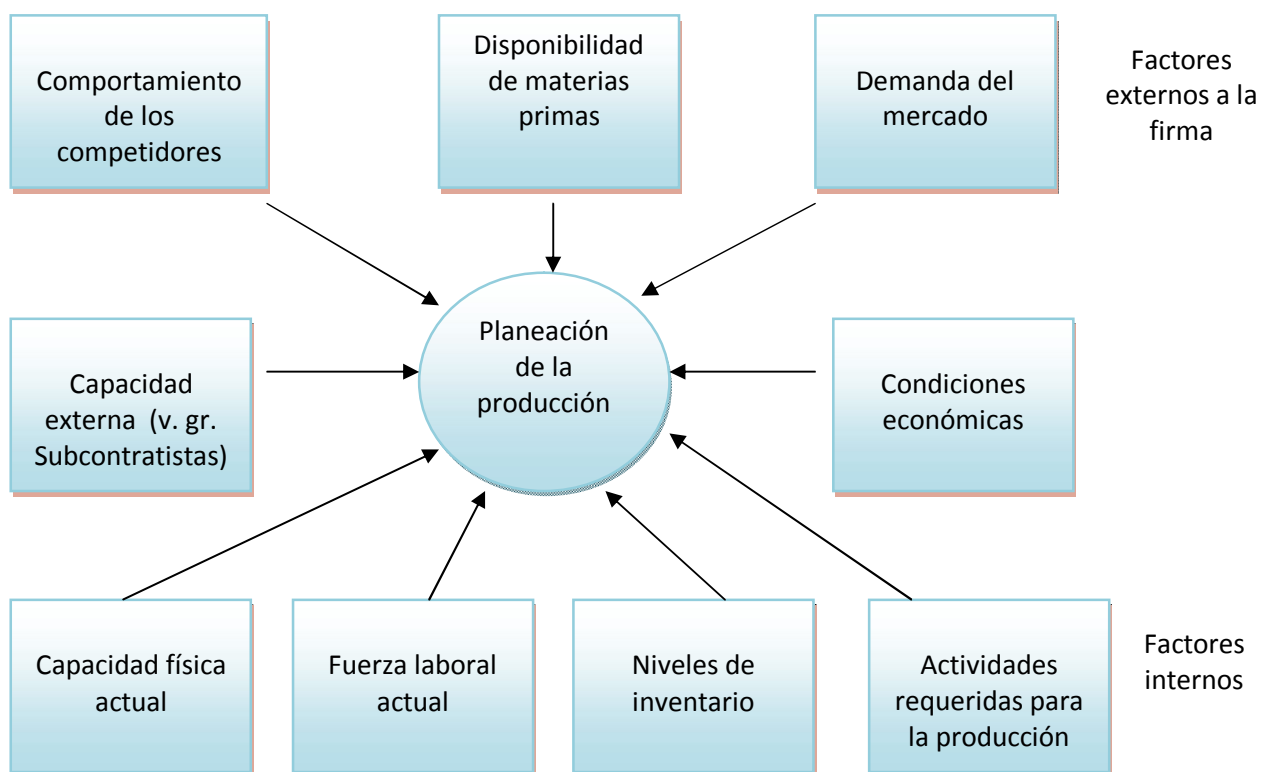 Comportamiento
de los
competidores
Disponibilidad
de materias
primas
Demanda del
mercado
Factores
externos a la
firma
Capacidad
externa  (v. gr.
Subcontratistas)
Planeación
de la
producción
Condiciones
económicas
Capacidad física
actual
Fuerza laboral
actual
Niveles de
inventario
Actividades
requeridas para
la producción
Factores
internos